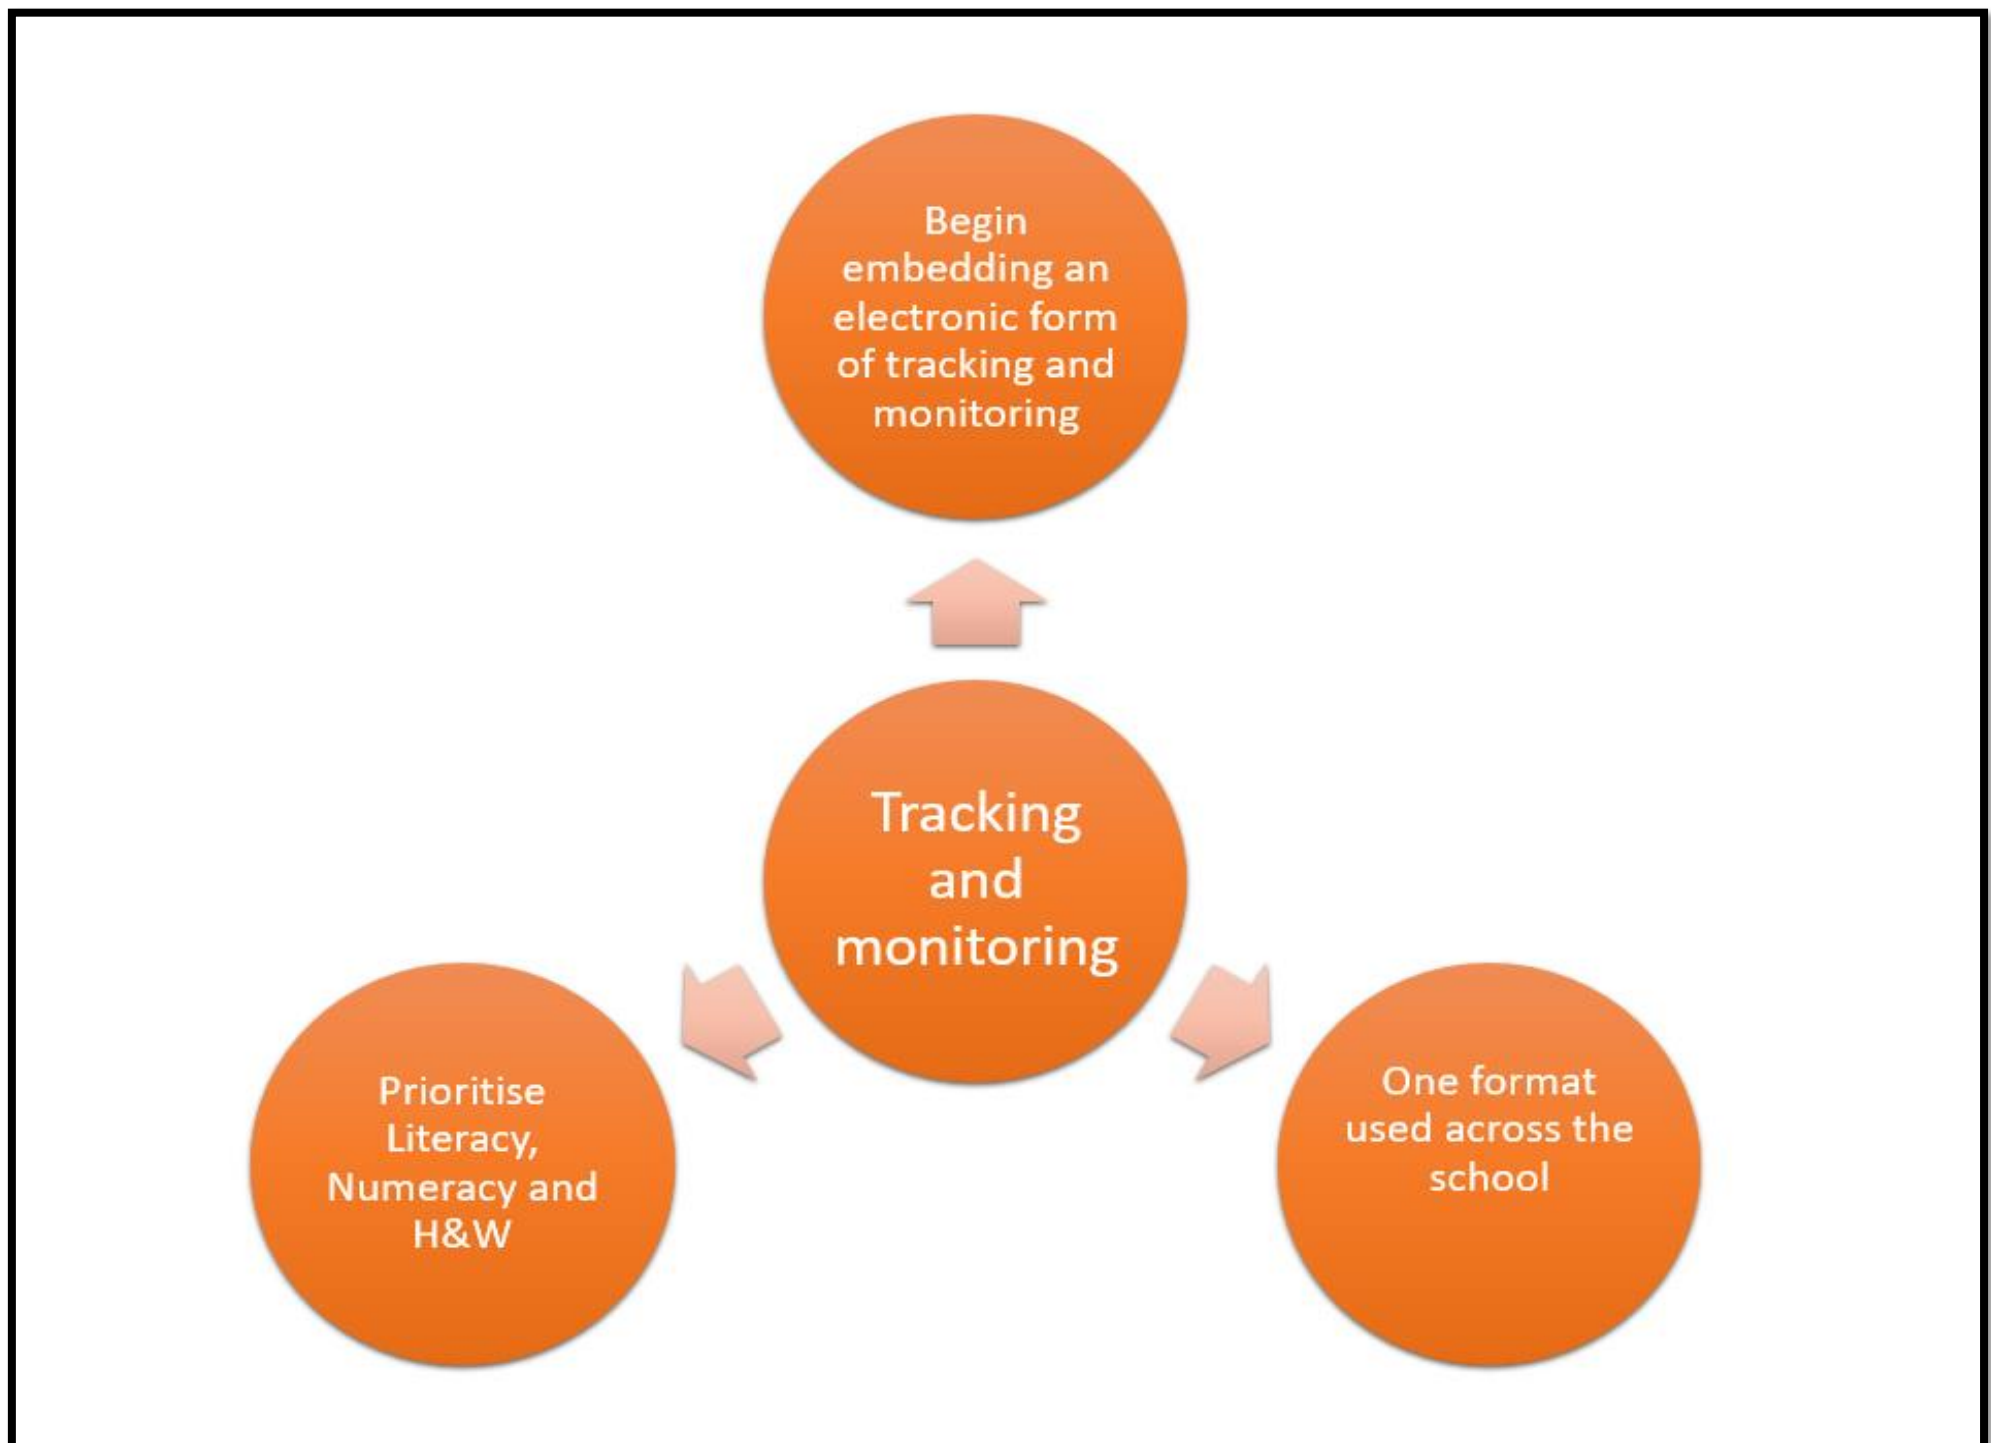 Begin
embedding an
electronic form
of tracking and
monitoring
Tracking
and
monitoring
Prioritise
Literacy,
Numeracy and
H&W
One format
used across the
school